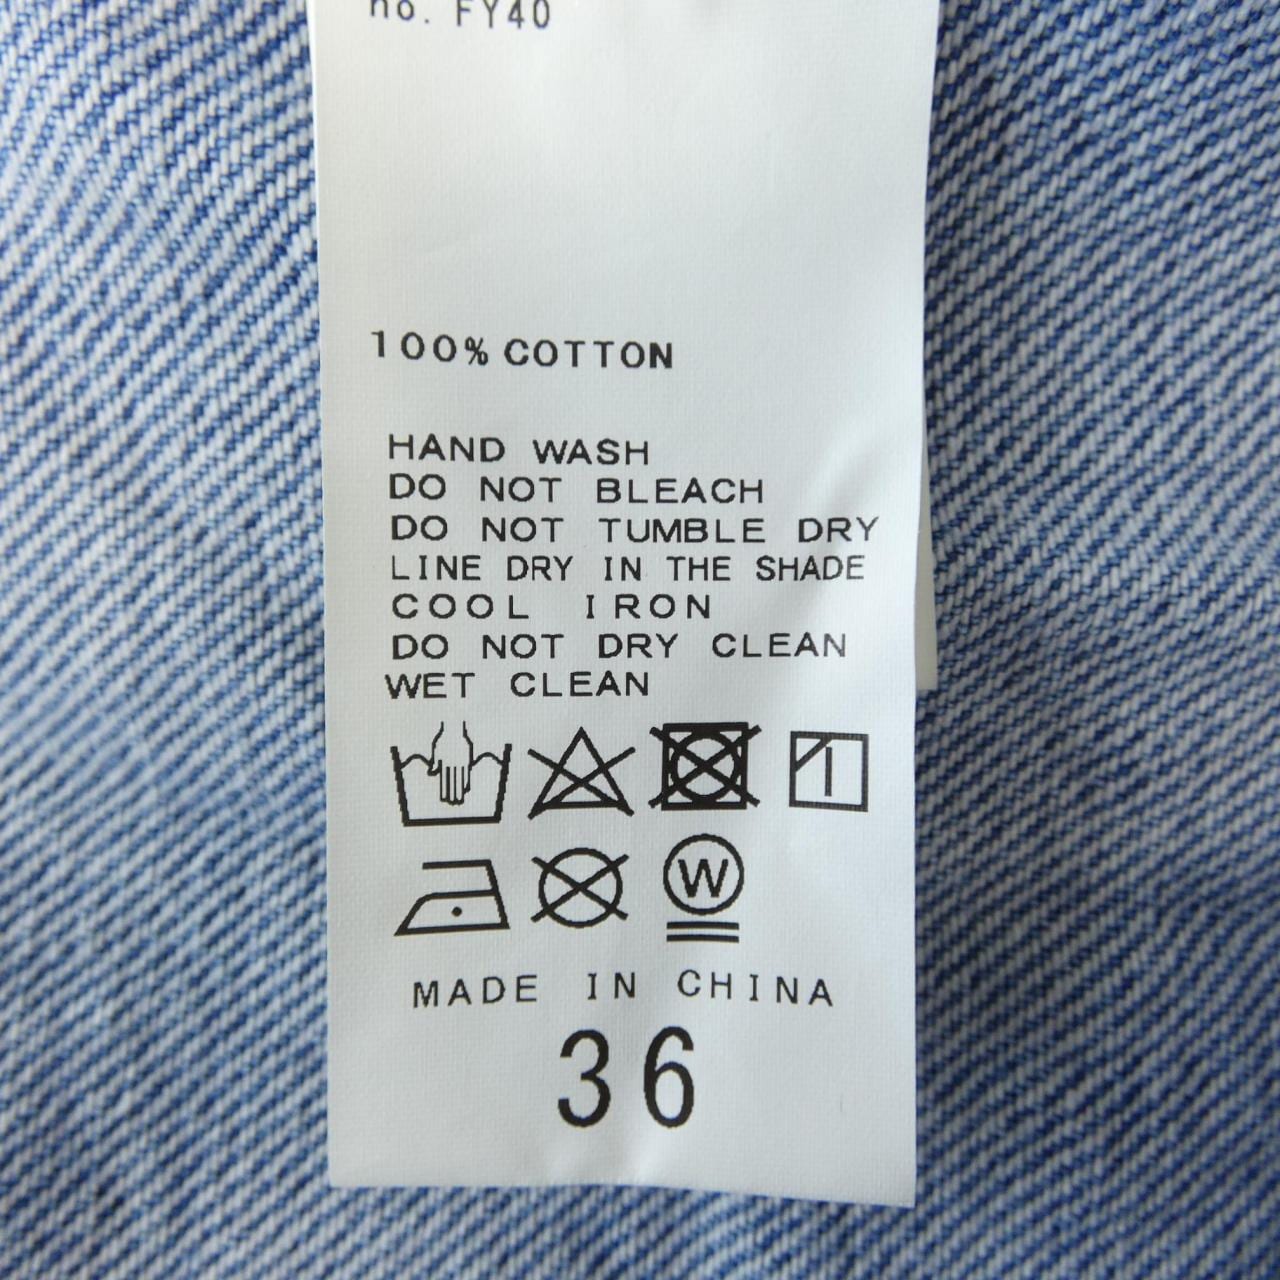 no. FY40
100% COTTON
HAND WASH
DO NOT BLEACH
DO NOT TUMBLE DRY
LINE DRY IN THE SHADE
COOL IRON
DO NOT DRY CLEAN
WET CLEAN
W
MADE IN CHINA
36